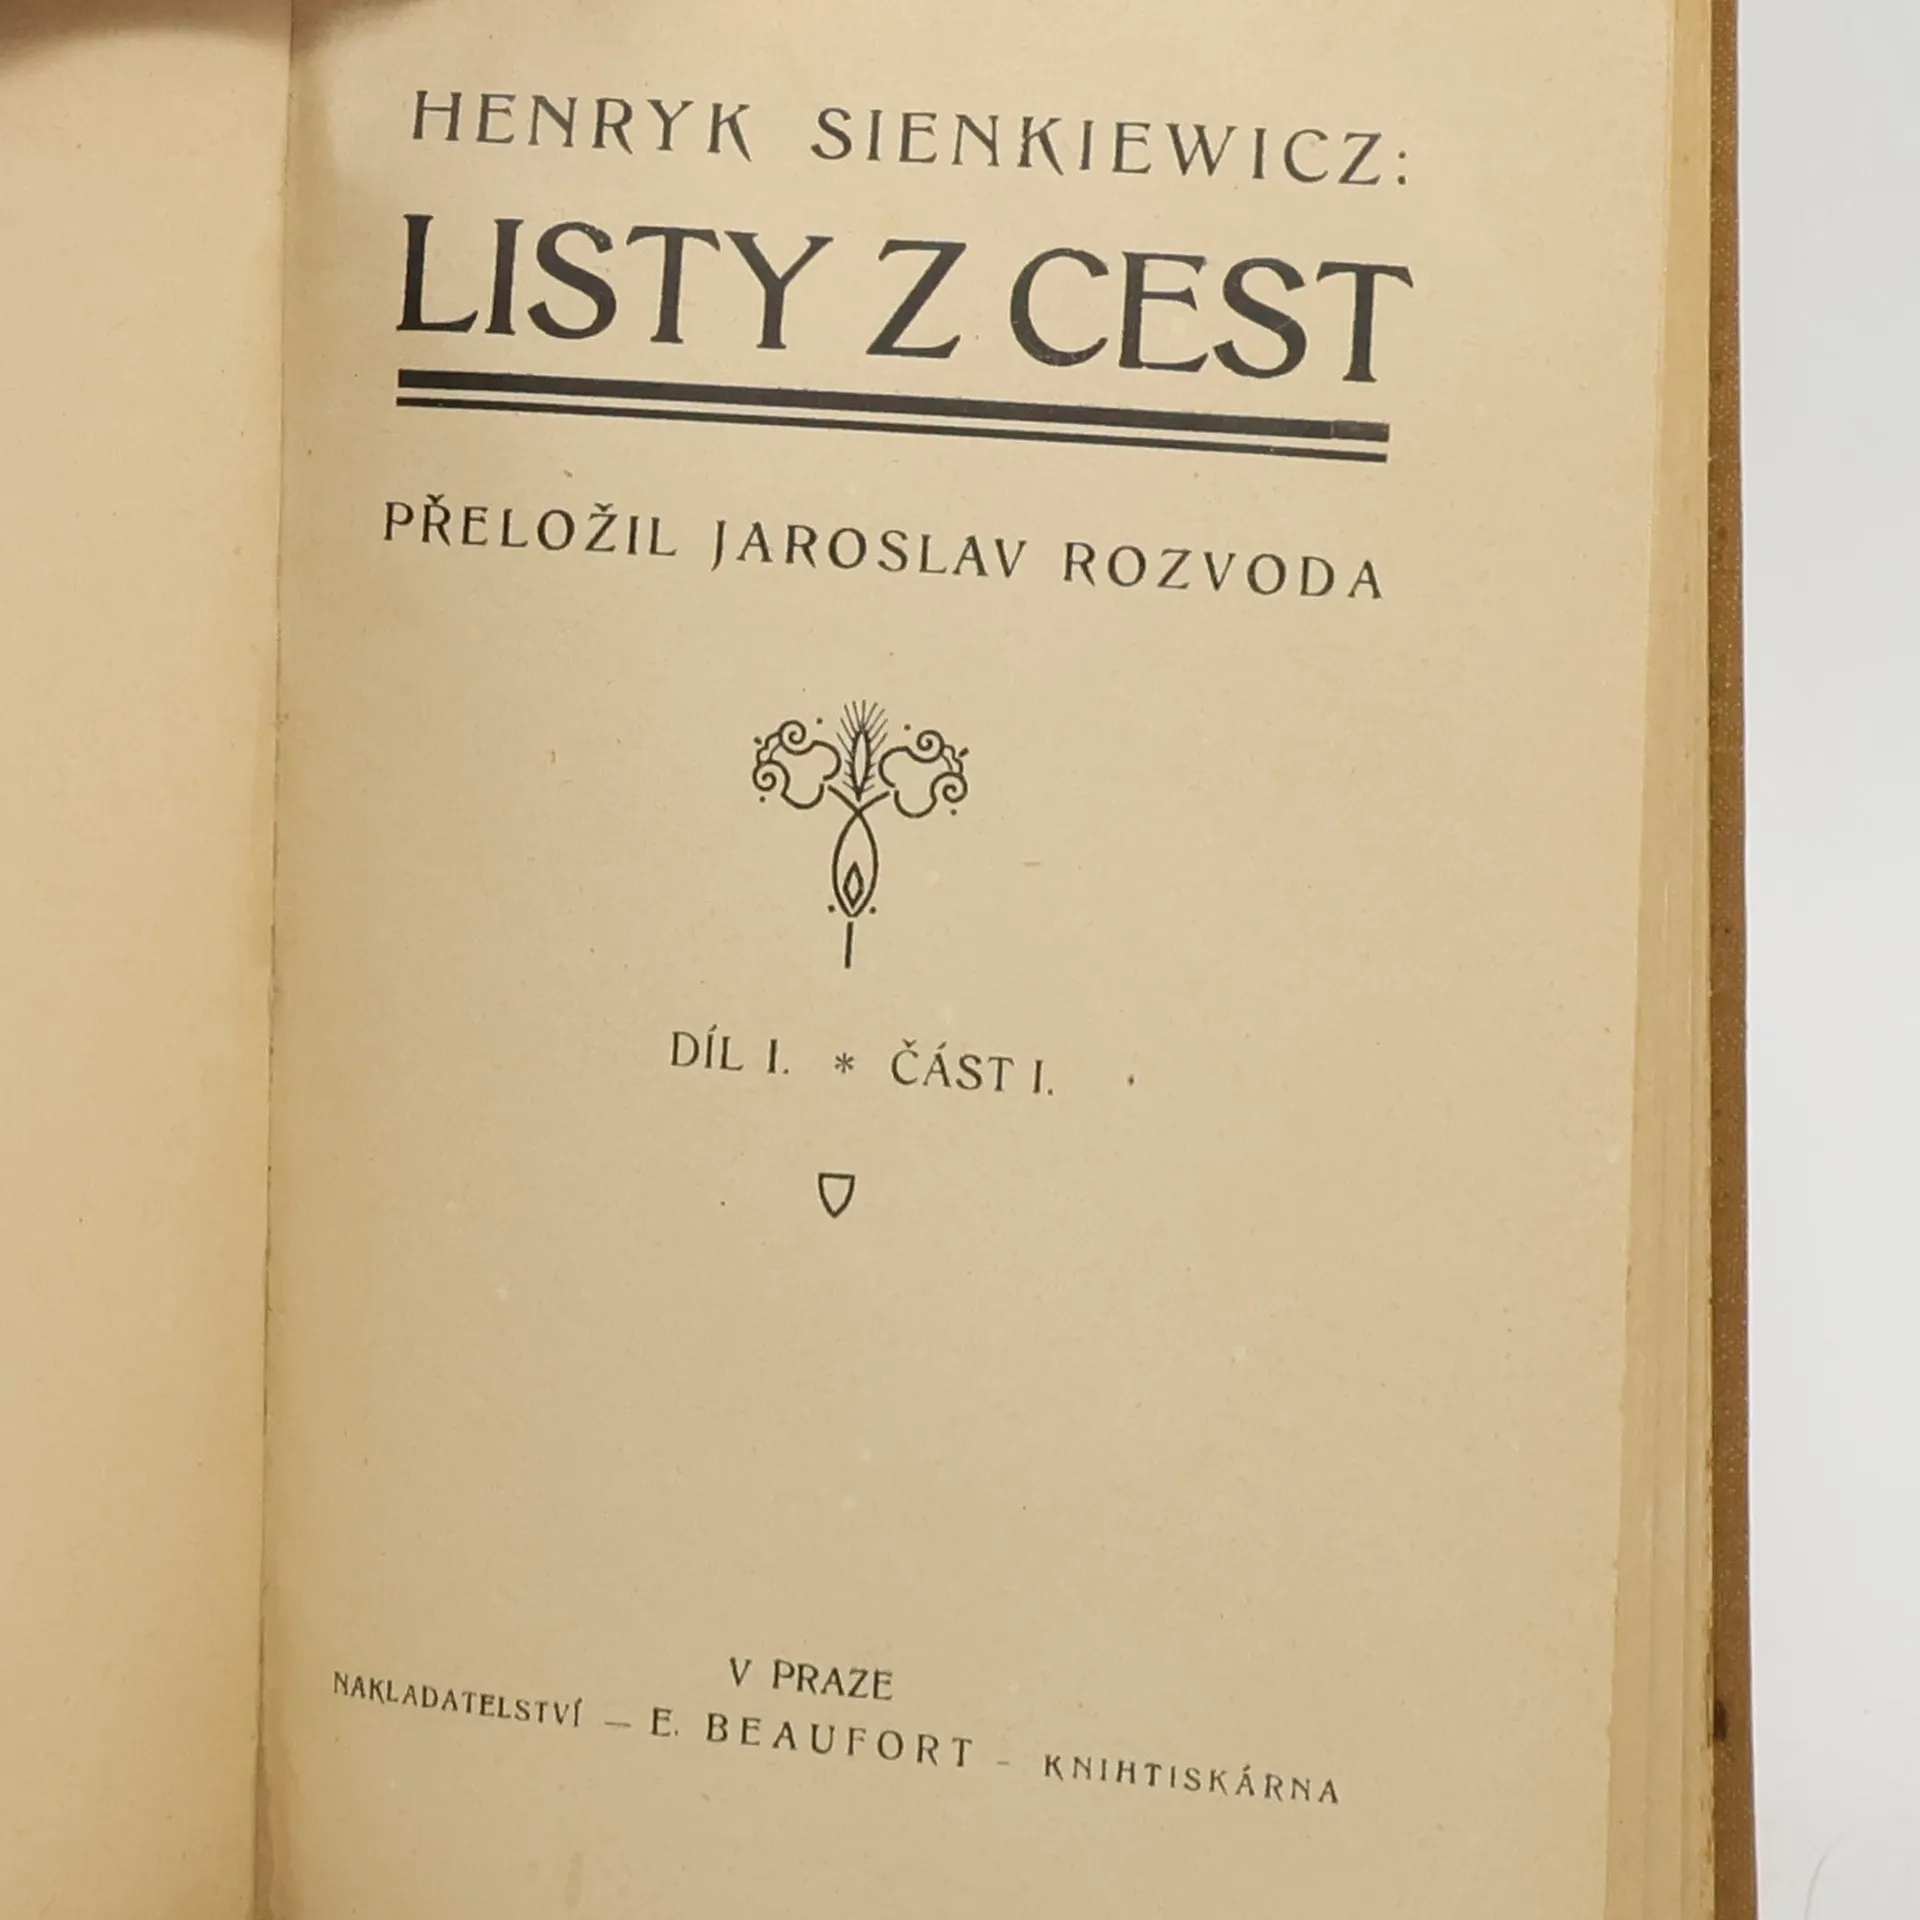 HENRYK SIENKIEWICZ:
LISTY Z CEST
PŘELOŽIL JAROSLAV ROZVODA
DÍL I. * ČÁST I.
V PRAZE
NAKLADATELSTVÍ — E. BEAUFORT - KNIHTISKÁRNA